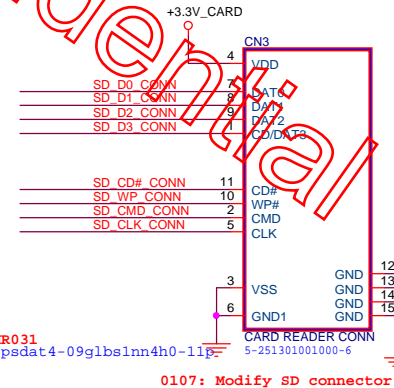 +3.3V_CARD
CN3
4 VDD
SD_D0_CONN 7 DAT0
SD_D1_CONN 8 DAT1
SD_D2_CONN 9 DAT2
SD_D3_CONN 1 CD/DAT3
SD_CD#_CONN 11 CD#
SD_WP_CONN 10 WP#
SD_CMD_CONN 2 CMD
SD_CLK_CONN 5 CLK
GND 12
3 VSS GND 13
GND 14
6 GND1 GND 15
R031 CARD READER CONN
psdat4-09glbs1nn4h0-11p 5-251301001000-6
0107: Modify SD connector
dential